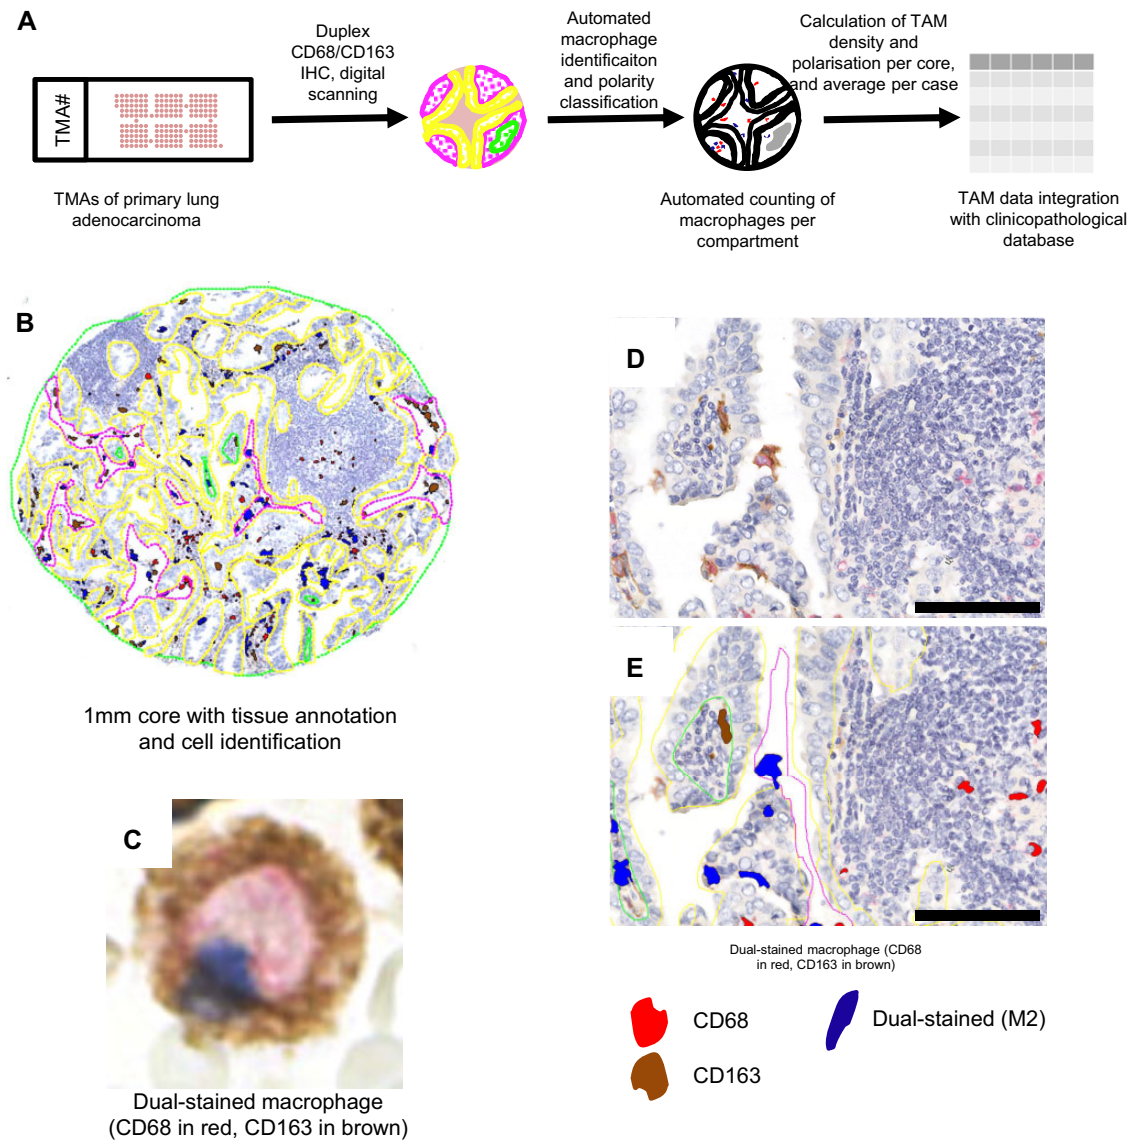 A
Duplex
CD68/CD163
IHC, digital
scanning
Automated
macrophage
identificaiton
and polarity
classification
Calculation of TAM
density and
polarisation per core,
and average per case
TMA#
TMAs of primary lung
adenocarcinoma
Automated counting of
macrophages per
compartment
TAM data integration
with clinicopathological
database
B
1mm core with tissue annotation
and cell identification
C
Dual-stained macrophage
(CD68 in red, CD163 in brown)
D
E
Dual-stained macrophage (CD68
in red, CD163 in brown)
CD68
Dual-stained (M2)
CD163